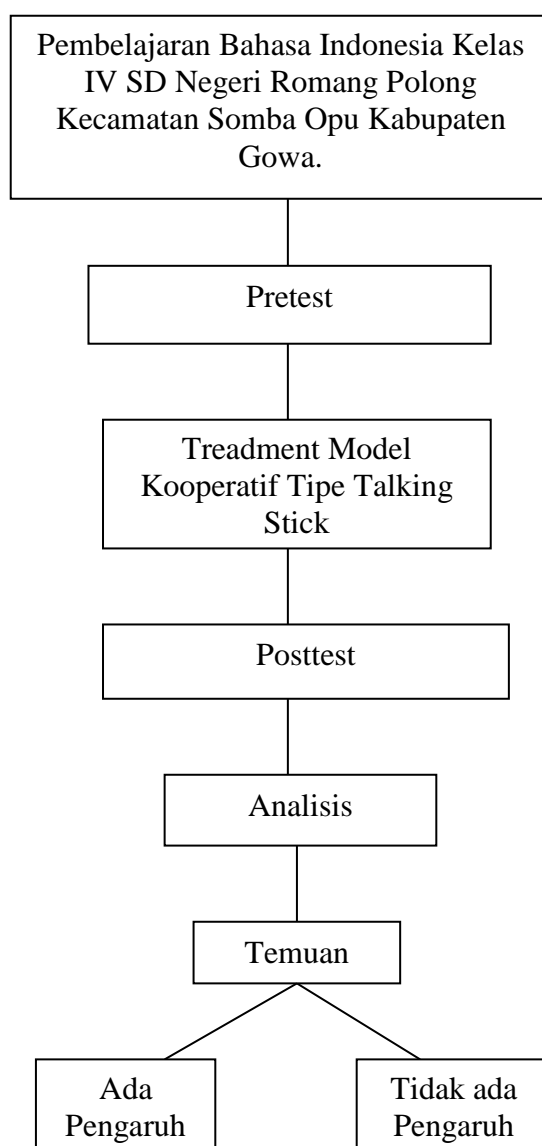 Pembelajaran Bahasa Indonesia Kelas
IV SD Negeri Romang Polong
Kecamatan Somba Opu Kabupaten
Gowa.
Pretest
Treadment Model
Kooperatif Tipe Talking
Stick
Posttest
Analisis
Temuan
Ada
Pengaruh
Tidak ada
Pengaruh